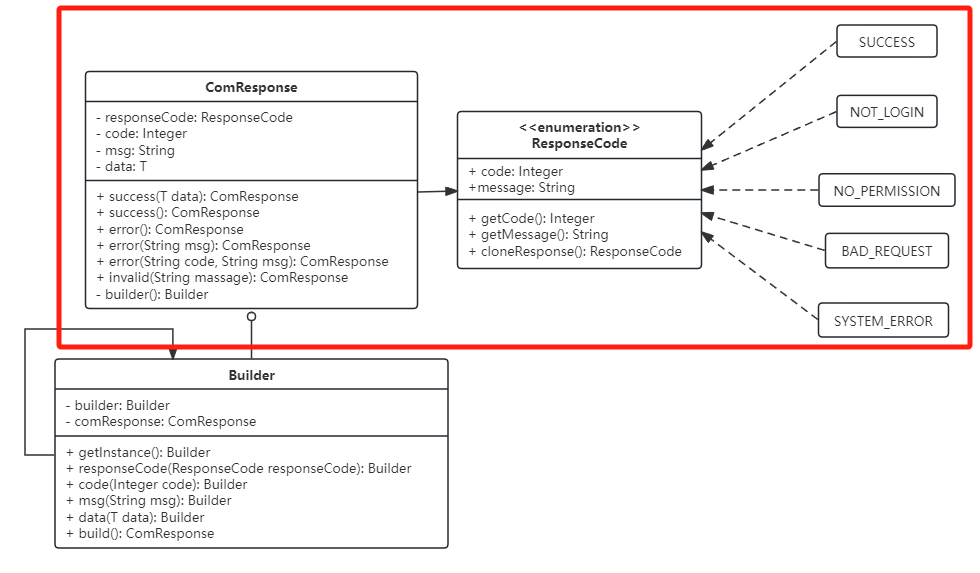 ComResponse
- responseCode: ResponseCode
- code: Integer
- msg: String
- data: T
+ success(T data): ComResponse
+ success(): ComResponse
+ error(): ComResponse
+ error(String msg): ComResponse
+ error(String code, String msg): ComResponse
+ invalid(String massage): ComResponse
- builder(): Builder
<<enumeration>>
ResponseCode
+ code: Integer
+message: String
+ getCode(): Integer
+ getMessage(): String
+ cloneResponse(): ResponseCode
SUCCESS
NOT_LOGIN
NO_PERMISSION
BAD_REQUEST
SYSTEM_ERROR
Builder
- builder: Builder
- comResponse: ComResponse
+ getInstance(): Builder
+ responseCode(ResponseCode responseCode): Builder
+ code(Integer code): Builder
+ msg(String msg): Builder
+ data(T data): Builder
+ build(): ComResponse